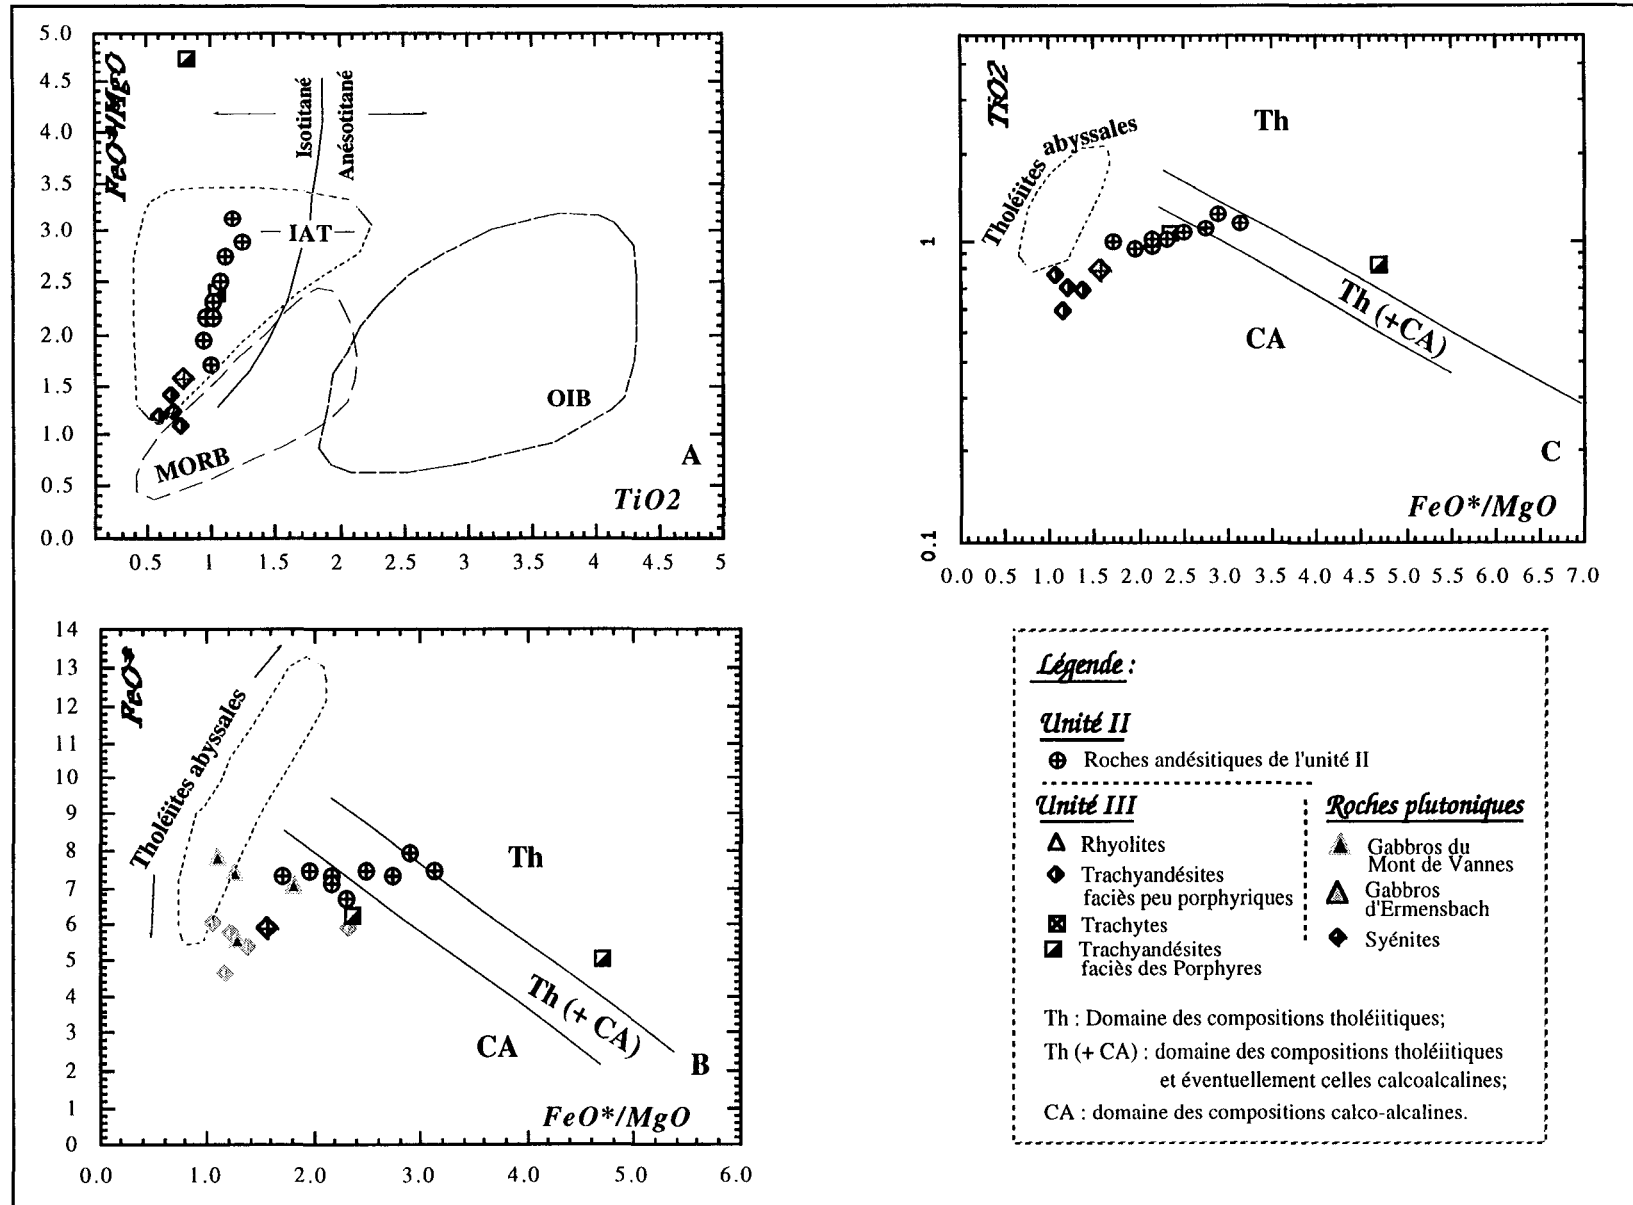 5.0
4.5
4.0
3.5
3.0
2.5
2.0
1.5
1.0
0.5
0.0
FeO*/MgO
Isotitané
Anésotitané
IAT
MORB
OIB
A
TiO2
0.5 1 1.5 2 2.5 3 3.5 4 4.5 5
TiO2
1
0.1
Tholéiites abyssales
Th
Th (+CA)
CA
C
FeO*/MgO
0.0 0.5 1.0 1.5 2.0 2.5 3.0 3.5 4.0 4.5 5.0 5.5 6.0 6.5 7.0
14
13
12
11
10
9
8
7
6
5
4
3
2
1
0
FeO*
Tholéiites abyssales
Th
Th (+ CA)
CA
B
FeO*/MgO
0.0 1.0 2.0 3.0 4.0 5.0 6.0
Légende :
Unité II
Roches andésitiques de l'unité II
Unité III
Rhyolites
Trachyandésites
faciès peu porphyriques
Trachytes
Trachyandésites
faciès des Porphyres
Roches plutoniques
Gabbros du
Mont de Vannes
Gabbros
d'Ermensbach
Syénites
Th : Domaine des compositions tholéiitiques;
Th (+ CA) : domaine des compositions tholéiitiques
et éventuellement celles calcoalcalines;
CA : domaine des compositions calco-alcalines.